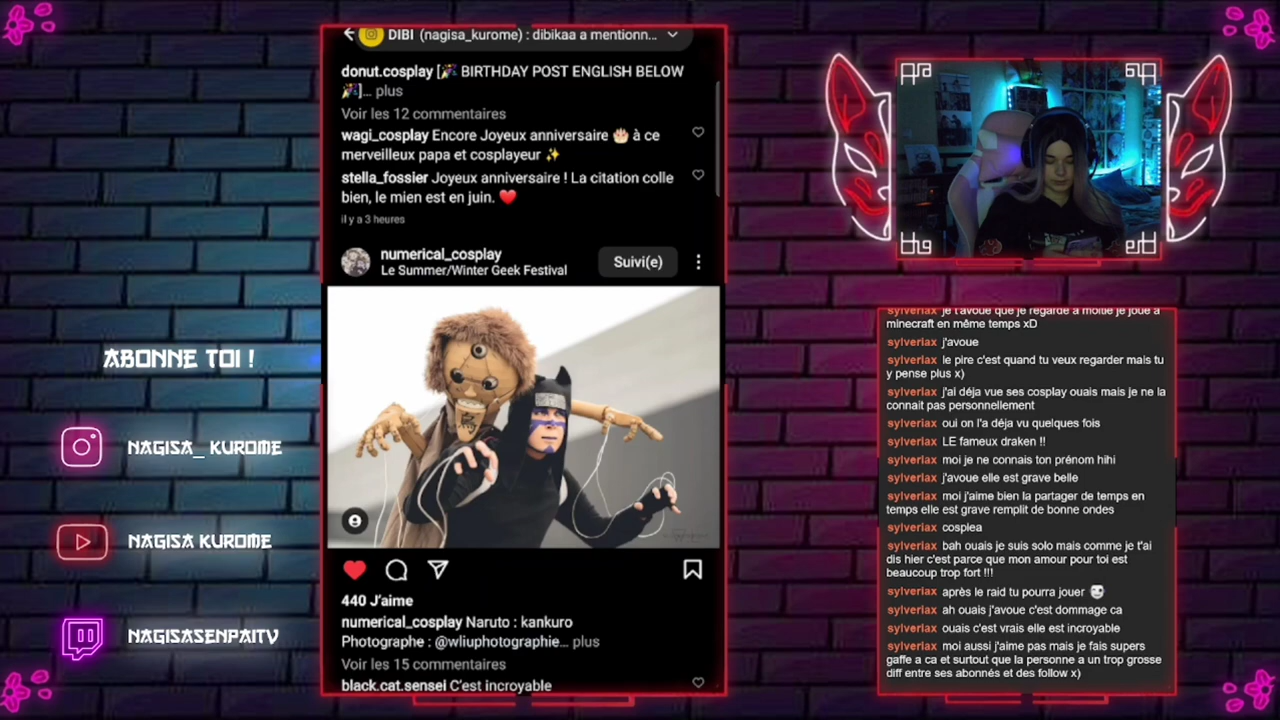 DIBI (nagisa_kurome) : dibikaa a mentionn...
donut.cosplay [🎉 BIRTHDAY POST ENGLISH BELOW
🎉]... plus
Voir les 12 commentaires
wagi_cosplay Encore Joyeux anniversaire 🎂 à ce
merveilleux papa et cosplayeur ✨
stella_fossier Joyeux anniversaire ! La citation colle
bien, le mien est en juin. ❤️
il y a 3 heures
numerical_cosplay
Le Summer/Winter Geek Festival
Suivi(e)
440 J'aime
numerical_cosplay Naruto : kankuro
Photographe : @wliuphotographie... plus
Voir les 15 commentaires
black.cat.sensei C'est incroyable
ABONNE TOI !
NAGISA_ KUROME
NAGISA KUROME
NAGISASENPAITV
sylveriax je t'avoue que je regarde a moitié je joue a
minecraft en même temps xD
sylveriax j'avoue
sylveriax le pire c'est quand tu veux regarder mais tu
y pense plus x)
sylveriax j'ai déja vue ses cosplay ouais mais je ne la
connait pas personnellement
sylveriax oui on l'a déja vu quelques fois
sylveriax LE fameux draken !!
sylveriax moi je ne connais ton prénom hihi
sylveriax j'avoue elle est grave belle
sylveriax moi j'aime bien la partager de temps en
temps elle est grave remplit de bonne ondes
sylveriax cosplea
sylveriax bah ouais je suis solo mais comme je t'ai
dis hier c'est parce que mon amour pour toi est
beaucoup trop fort !!!
sylveriax après le raid tu pourra jouer
sylveriax ah ouais j'avoue c'est dommage ca
sylveriax ouais c'est vrais elle est incroyable
sylveriax moi aussi j'aime pas mais je fais supers
gaffe a ca et surtout que la personne a un trop grosse
diff entre ses abonnés et des follow x)